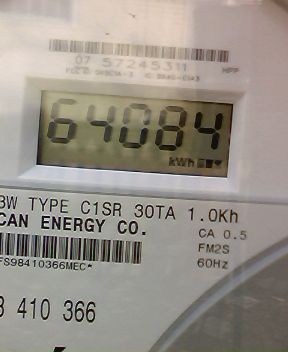 07 57245311
HPP
64084
kWh
3W TYPE C1SR 30TA 1.0Kh
CAN ENERGY CO.
CA 0.5
FM2S
FS98410366MEC*
60Hz
3 410 366